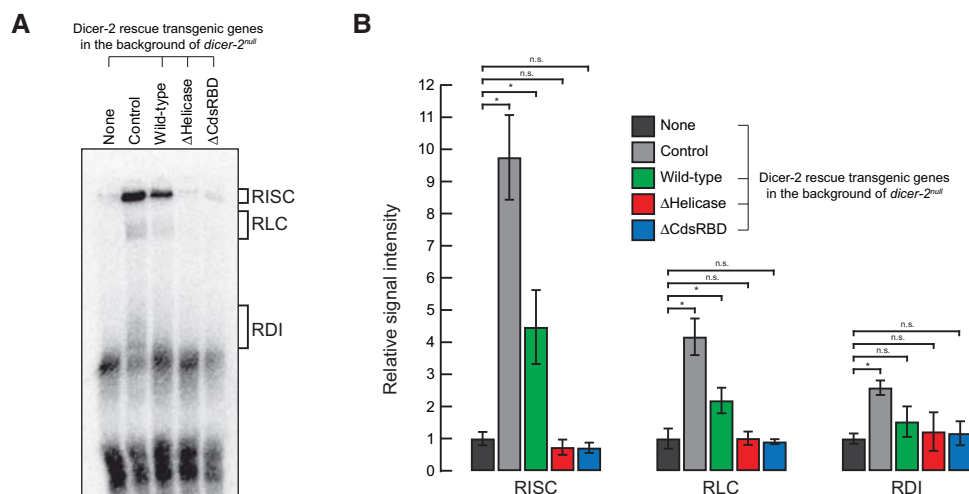 A
Dicer-2 rescue transgenic genes
in the background of dicer-2null
None
Control
Wild-type
ΔHelicase
ΔCdsRBD
RISC
RLC
RDI
B
Relative signal intensity
12
11
10
9
8
7
6
5
4
3
2
1
0
n.s.
n.s.
*
*
None
Control
Wild-type
ΔHelicase
ΔCdsRBD
Dicer-2 rescue transgenic genes
in the background of dicer-2null
n.s.
n.s.
*
*
n.s.
n.s.
n.s.
*
RISC
RLC
RDI